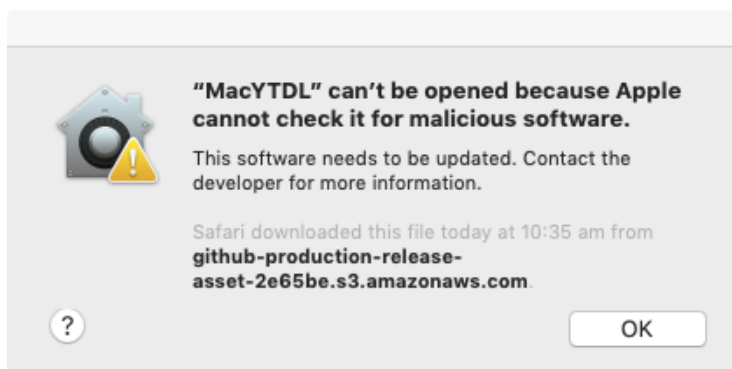 “MacYTDL” can’t be opened because Apple
cannot check it for malicious software.
This software needs to be updated. Contact the
developer for more information.
Safari downloaded this file today at 10:35 am from
github-production-release-
asset-2e65be.s3.amazonaws.com.
?
OK